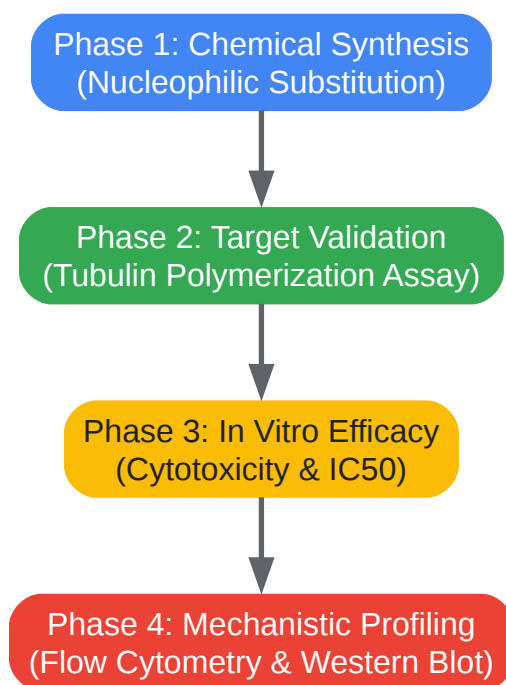 Phase 1: Chemical Synthesis
(Nucleophilic Substitution)
Phase 2: Target Validation
(Tubulin Polymerization Assay)
Phase 3: In Vitro Efficacy
(Cytotoxicity & IC50)
Phase 4: Mechanistic Profiling
(Flow Cytometry & Western Blot)